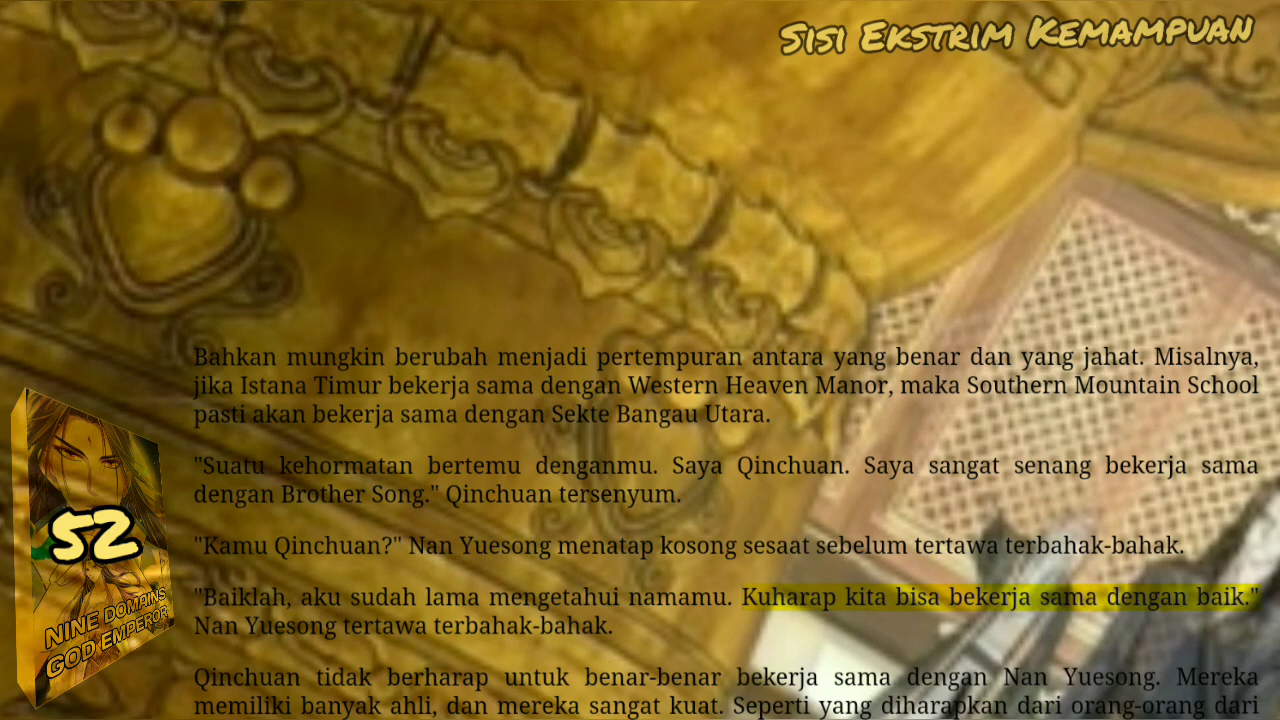 Sisi Ekstrim Kemampuan
Bahkan mungkin berubah menjadi pertempuran antara yang benar dan yang jahat. Misalnya,
jika Istana Timur bekerja sama dengan Western Heaven Manor, maka Southern Mountain School
pasti akan bekerja sama dengan Sekte Bangau Utara.
"Suatu kehormatan bertemu denganmu. Saya Qinchuan. Saya sangat senang bekerja sama
dengan Brother Song." Qinchuan tersenyum.
"Kamu Qinchuan?" Nan Yuesong menatap kosong sesaat sebelum tertawa terbahak-bahak.
"Baiklah, aku sudah lama mengetahui namamu. Kuharap kita bisa bekerja sama dengan baik."
Nan Yuesong tertawa terbahak-bahak.
Qinchuan tidak berharap untuk benar-benar bekerja sama dengan Nan Yuesong. Mereka
memiliki banyak ahli, dan mereka sangat kuat. Seperti yang diharapkan dari orang-orang dari
52
NINE DOMAINS
GOD EMPEROR